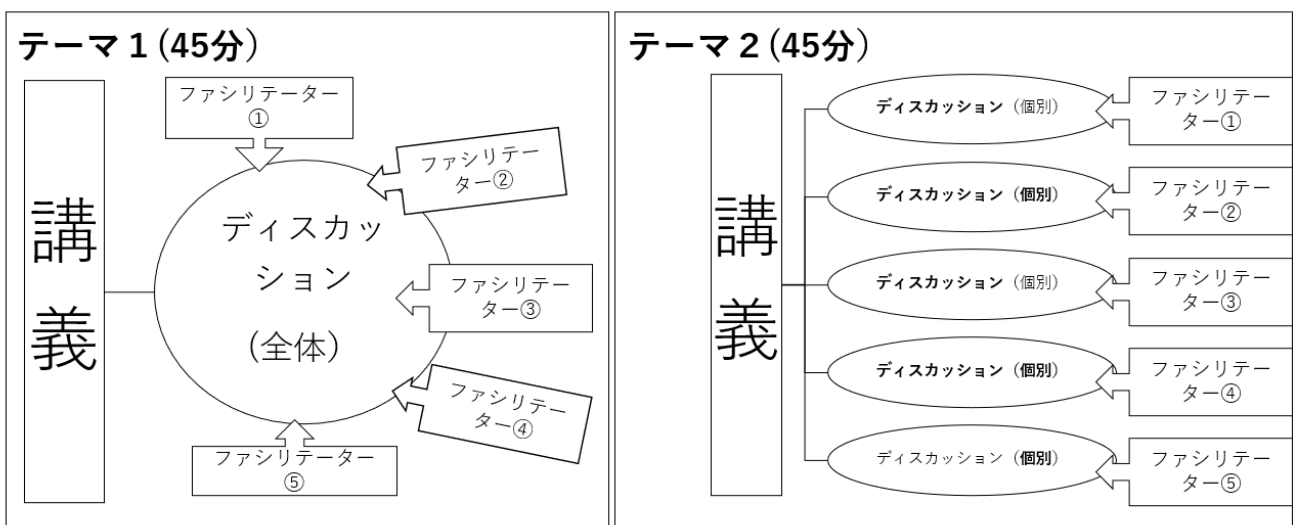 テーマ１(45分)
講
義
ファシリテーター
①
ファシリテー
ター②
ディスカッ
ション
(全体)
ファシリテー
ター③
ファシリテー
ター④
ファシリテーター
⑤
テーマ２(45分)
講
義
ディスカッション（個別）
ファシリテー
ター①
ディスカッション（個別）
ファシリテー
ター②
ディスカッション（個別）
ファシリテー
ター③
ディスカッション（個別）
ファシリテー
ター④
ディスカッション（個別）
ファシリテー
ター⑤